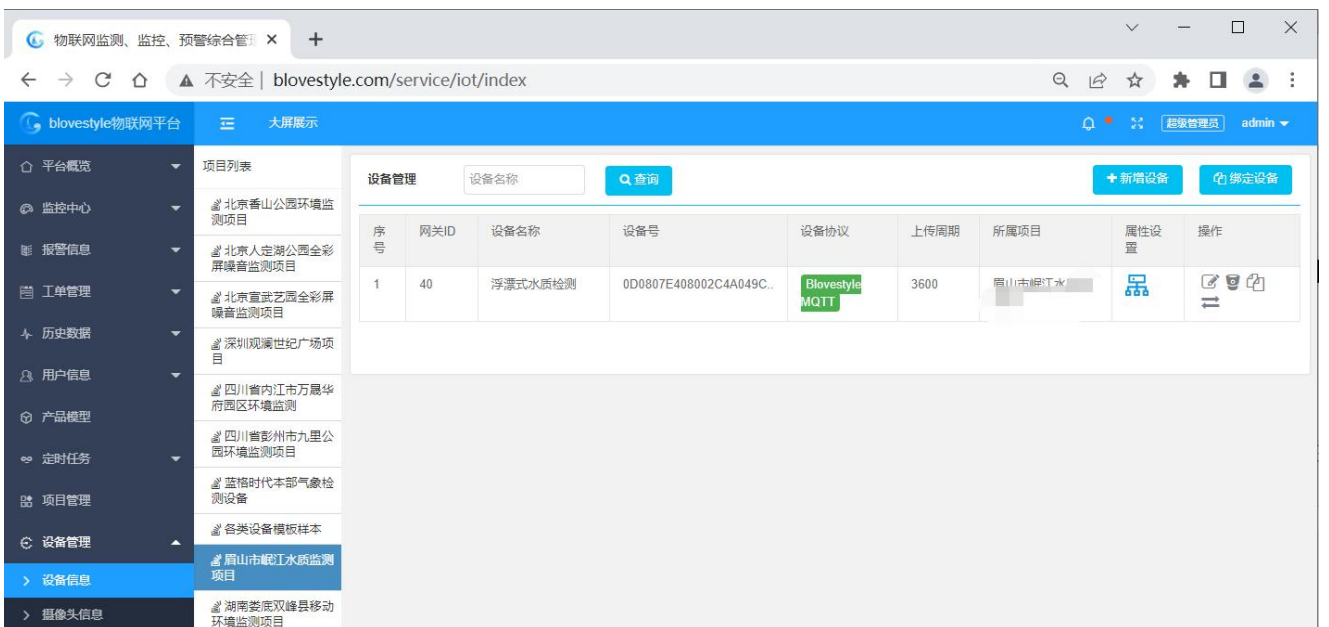 物联网监测、监控、预警综合管理
不安全 | blovestyle.com/service/iot/index
blovestyle物联网平台
大屏展示
超级管理员 admin
平台概览
监控中心
报警信息
工单管理
历史数据
用户信息
产品模型
定时任务
项目管理
设备管理
设备信息
摄像头信息
项目列表
北京香山公园环境监
测项目
北京人定湖公园全彩
屏噪音监测项目
北京宣武艺园全彩屏
噪音监测项目
深圳观澜世纪广场项
目
四川省内江市万晟华
府园区环境监测
四川省彭州市九里公
园环境监测项目
蓝格时代本部气象检
测设备
各类设备模板样本
眉山市岷江水质监测
项目
湖南娄底双峰县移动
环境监测项目
设备管理 设备名称 查询 新增设备 绑定设备
序号 网关ID 设备名称 设备号 设备协议 上传周期 所属项目 属性设置 操作
1 40 浮漂式水质检测 0D0807E408002C4A049C.. Blovestyle MQTT 3600 眉山市岷江水